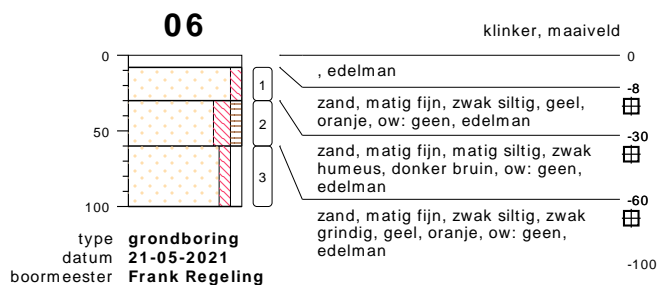 06
klinker, maaiveld
0
0
, edelman
-8
1
zand, matig fijn, zwak siltig, geel,
oranje, ow: geen, edelman
50
2
-30
zand, matig fijn, matig siltig, zwak
humeus, donker bruin, ow: geen,
edelman
3
-60
zand, matig fijn, zwak siltig, zwak
grindig, geel, oranje, ow: geen,
edelman
100
-100
type grondboring
datum 21-05-2021
boormeester Frank Regeling